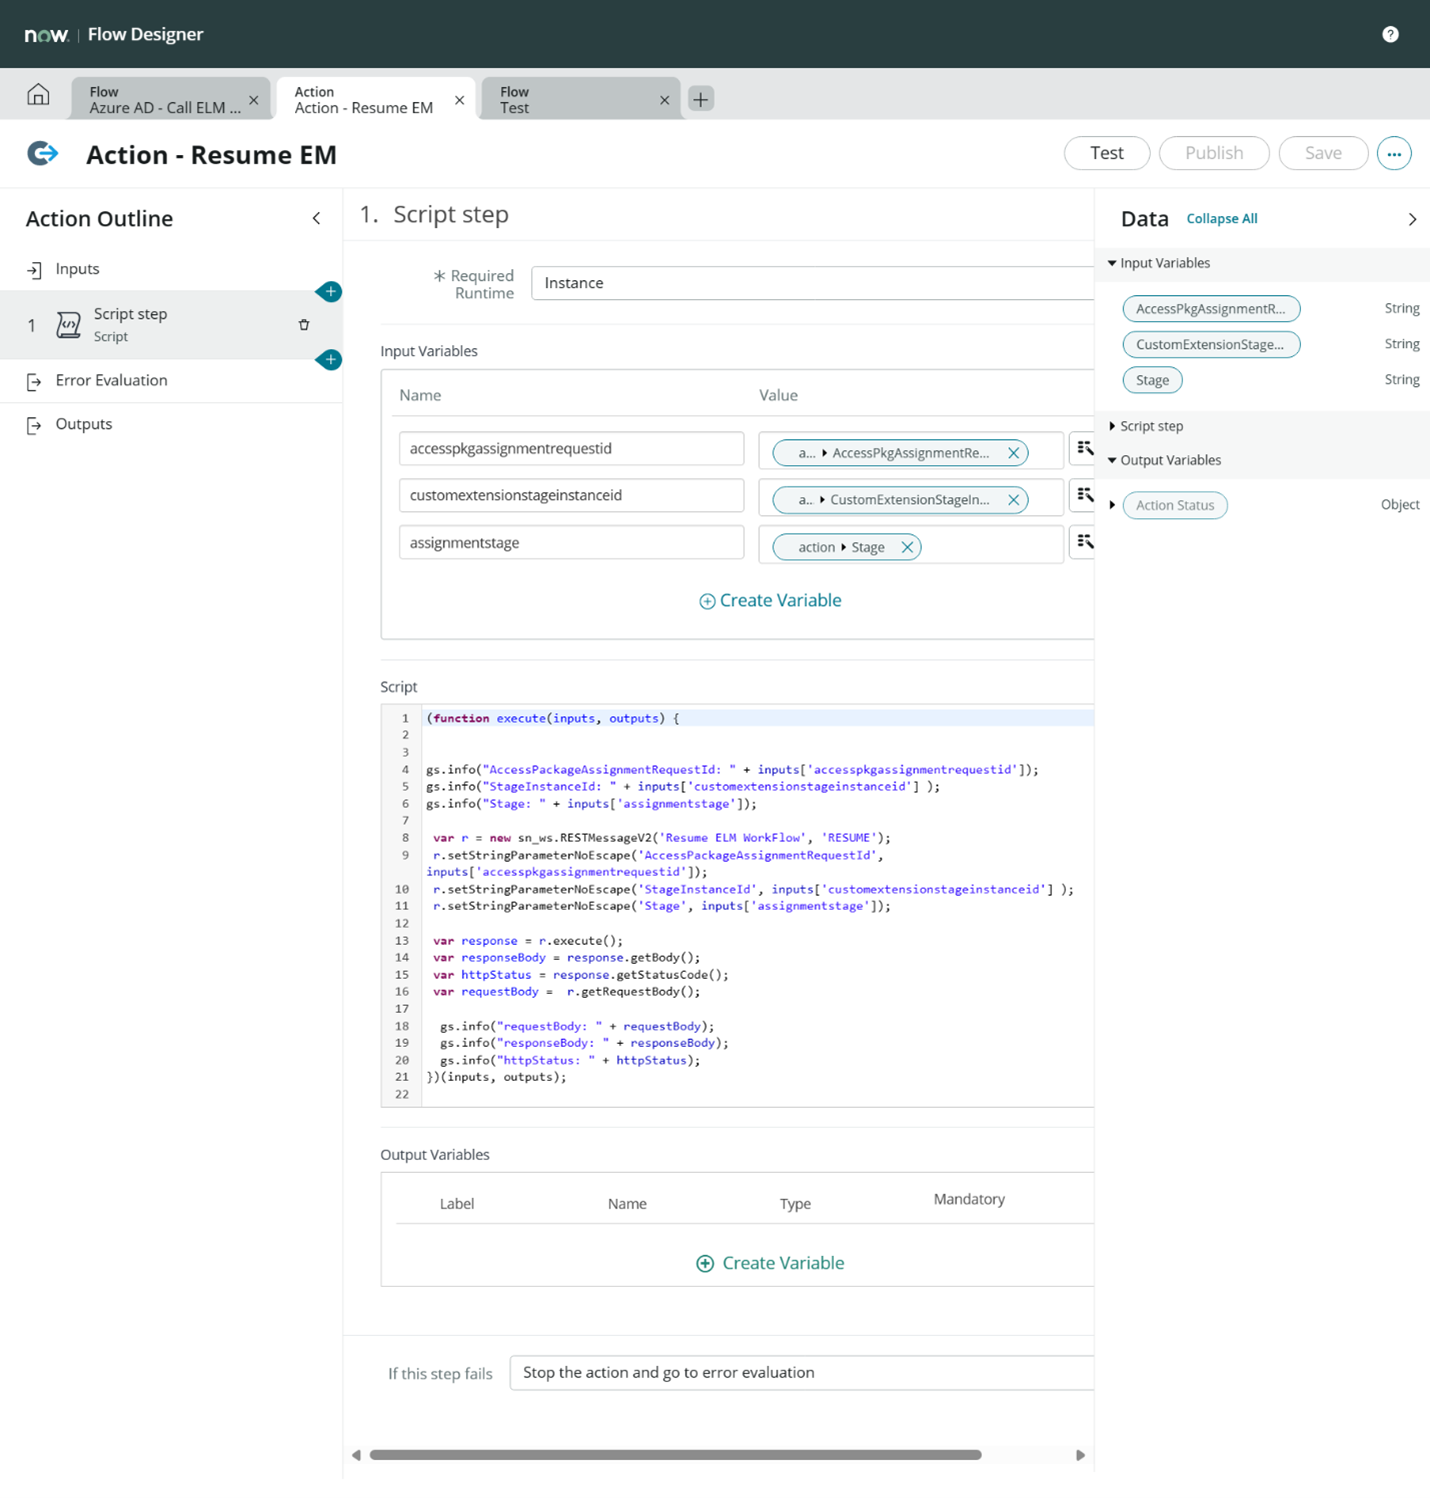 now. | Flow Designer
?
Flow
Azure AD - Call ELM ...
Action
Action - Resume EM
Flow
Test
Action - Resume EM
Test
Publish
Save
...
Action Outline
Inputs
1
Script step
Script
Error Evaluation
Outputs
1. Script step
* Required Runtime
Instance
Input Variables
Name
Value
accesspkgassignmentrequestid
a... ▸ AccessPkgAssignmentRe...
customextensionstageinstanceid
a.. ▸ CustomExtensionStageIn...
assignmentstage
action ▸ Stage
Create Variable
Script
1 (function execute(inputs, outputs) {
2
3
4 gs.info("AccessPackageAssignmentRequestId: " + inputs['accesspkgassignmentrequestid']);
5 gs.info("StageInstanceId: " + inputs['customextensionstageinstanceid'] );
6 gs.info("Stage: " + inputs['assignmentstage']);
7
8 var r = new sn_ws.RESTMessageV2('Resume ELM WorkFlow', 'RESUME');
9 r.setStringParameterNoEscape('AccessPackageAssignmentRequestId',
inputs['accesspkgassignmentrequestid']);
10 r.setStringParameterNoEscape('StageInstanceId', inputs['customextensionstageinstanceid'] );
11 r.setStringParameterNoEscape('Stage', inputs['assignmentstage']);
12
13 var response = r.execute();
14 var responseBody = response.getBody();
15 var httpStatus = response.getStatusCode();
16 var requestBody =  r.getRequestBody();
17
18 gs.info("requestBody: " + requestBody);
19 gs.info("responseBody: " + responseBody);
20 gs.info("httpStatus: " + httpStatus);
21 })(inputs, outputs);
22
Output Variables
Label
Name
Type
Mandatory
Create Variable
If this step fails
Stop the action and go to error evaluation
Data
Collapse All
Input Variables
AccessPkgAssignmentR...
String
CustomExtensionStage...
String
Stage
String
Script step
Output Variables
Action Status
Object